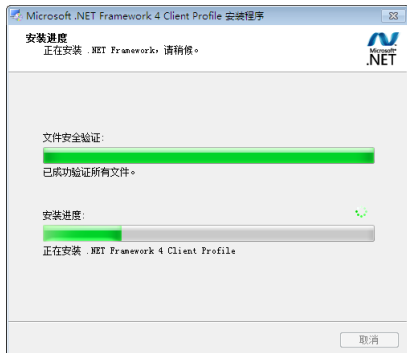 Microsoft .NET Framework 4 Client Profile 安装程序
安装进度
正在安装 .NET Framework，请稍候。
Microsoft
.NET
文件安全验证:
已成功验证所有文件。
安装进度:
正在安装 .NET Framework 4 Client Profile
取消